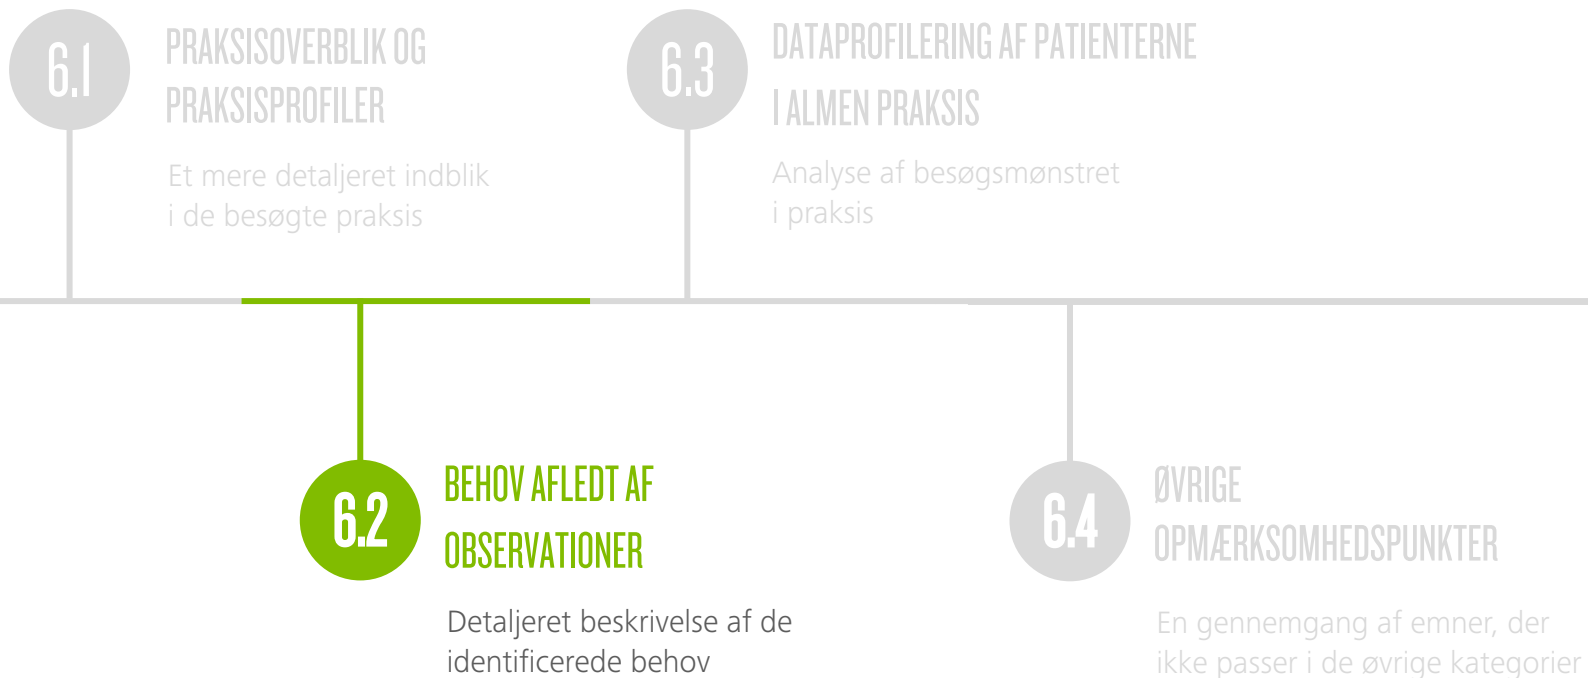 6.1
PRAKSISOVERBLIK OG
PRAKSISPROFILER
Et mere detaljeret indblik
i de besøgte praksis
6.2
BEHOV AFLEDT AF
OBSERVATIONER
Detaljeret beskrivelse af de
identificerede behov
6.3
DATAPROFILERING AF PATIENTERNE
I ALMEN PRAKSIS
Analyse af besøgsmønstret
i praksis
6.4
ØVRIGE
OPMÆRKSOMHEDSPUNKTER
En gennemgang af emner, der
ikke passer i de øvrige kategorier